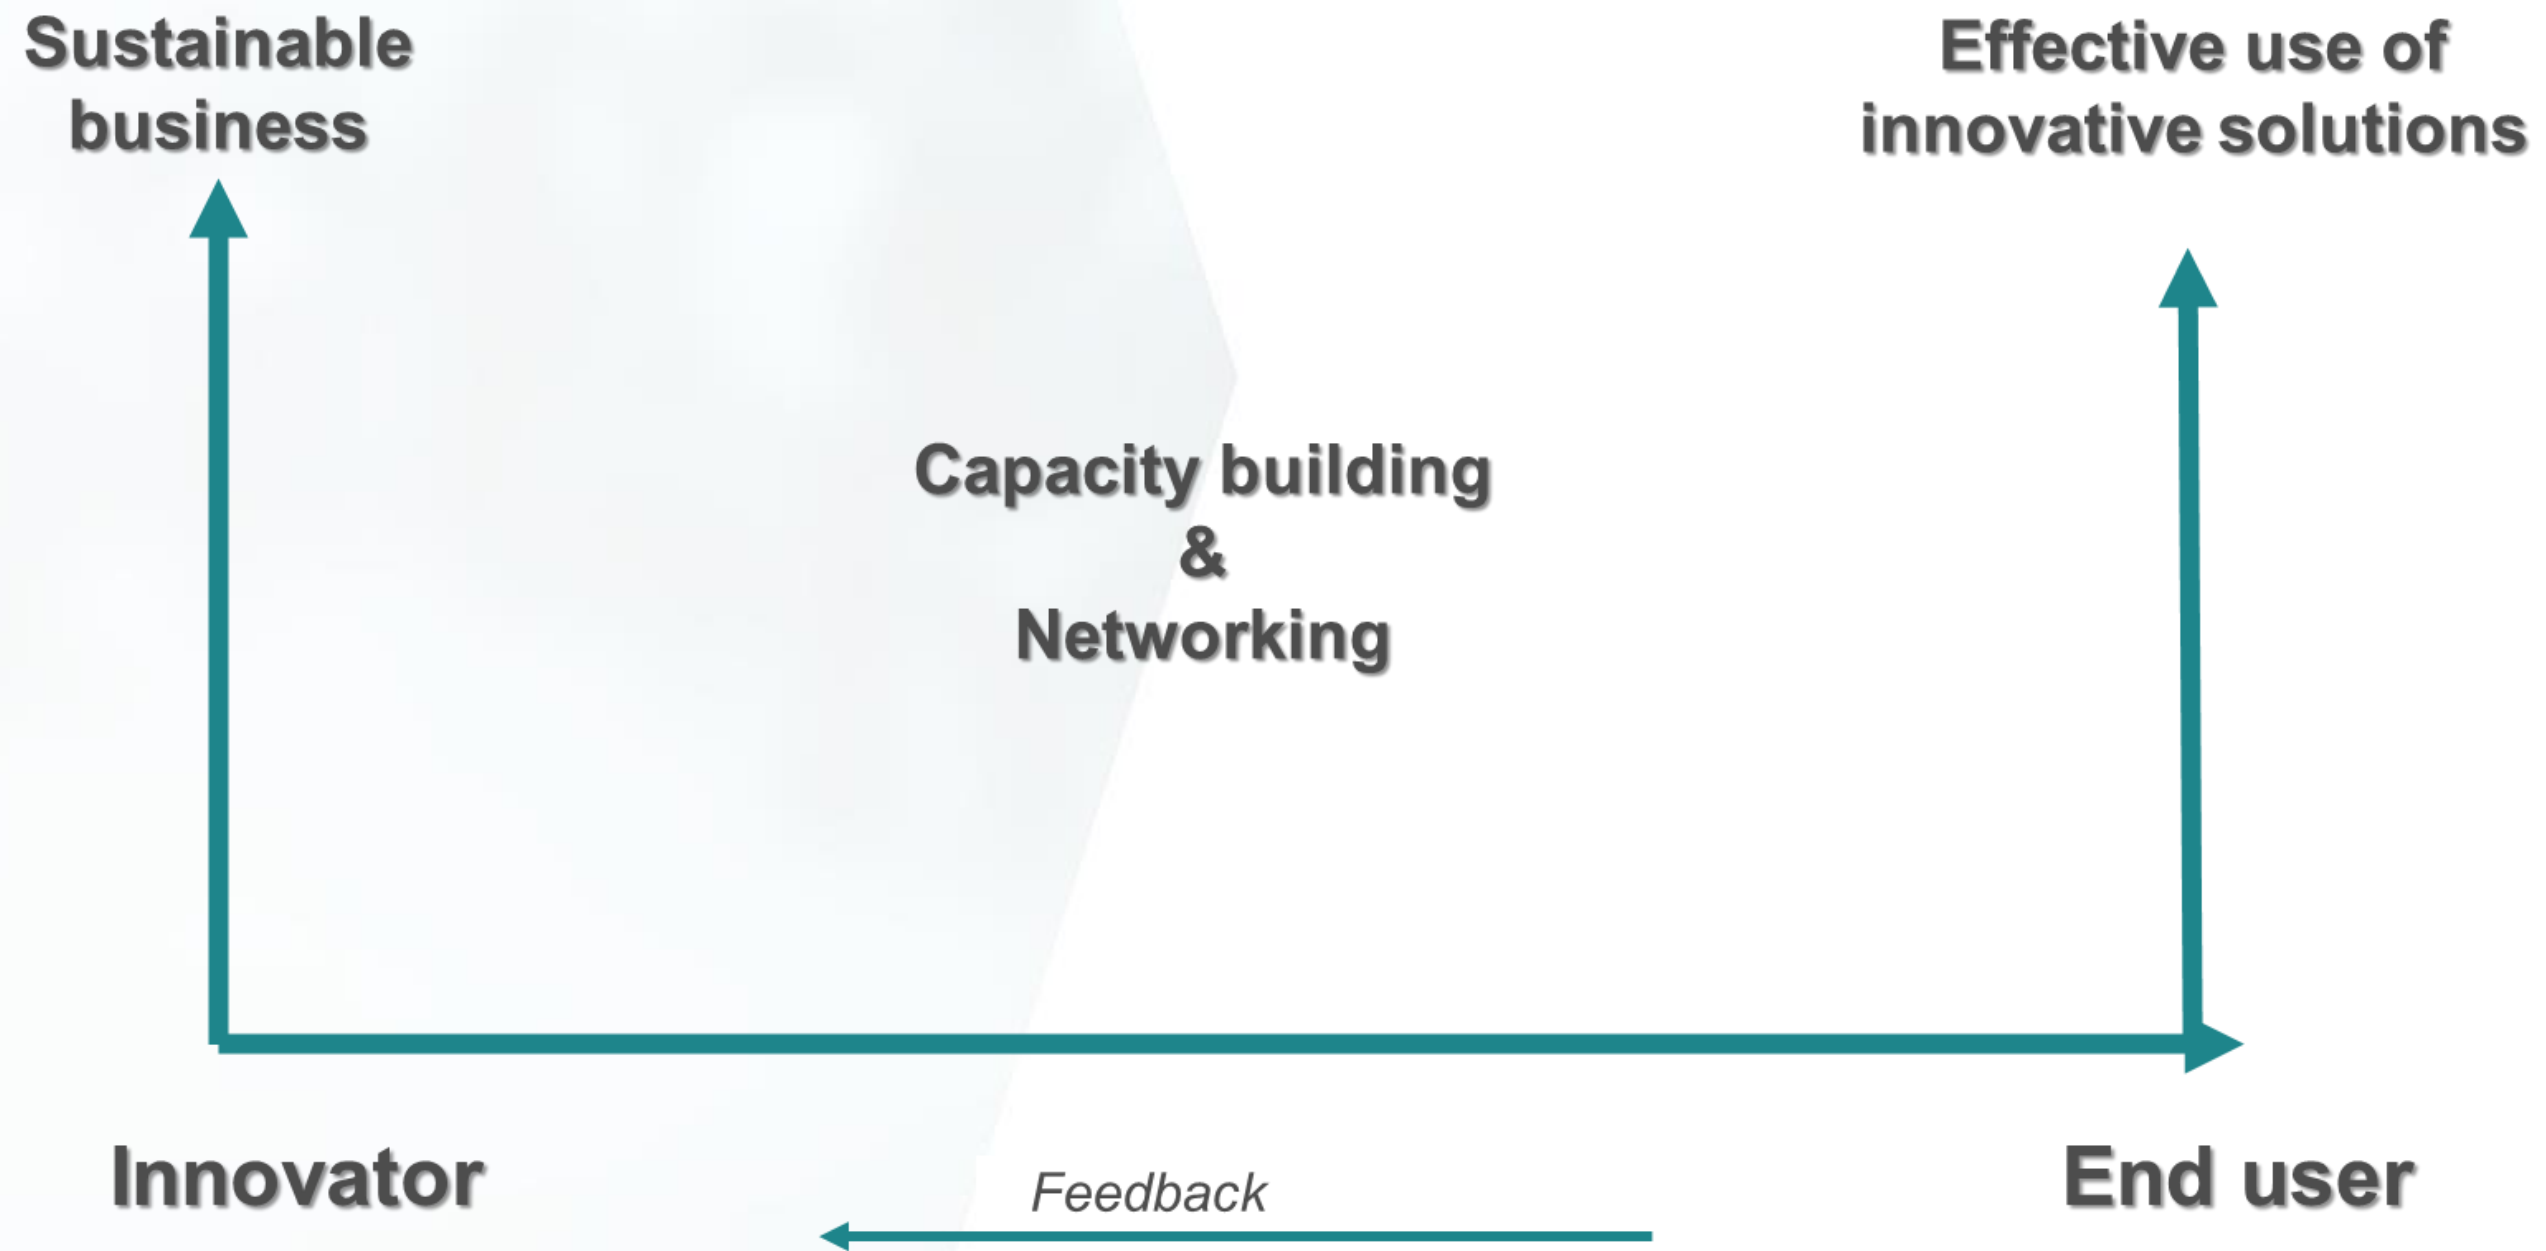 Sustainable
business
Effective use of
innovative solutions
Capacity building
&
Networking
Innovator
Feedback
End user